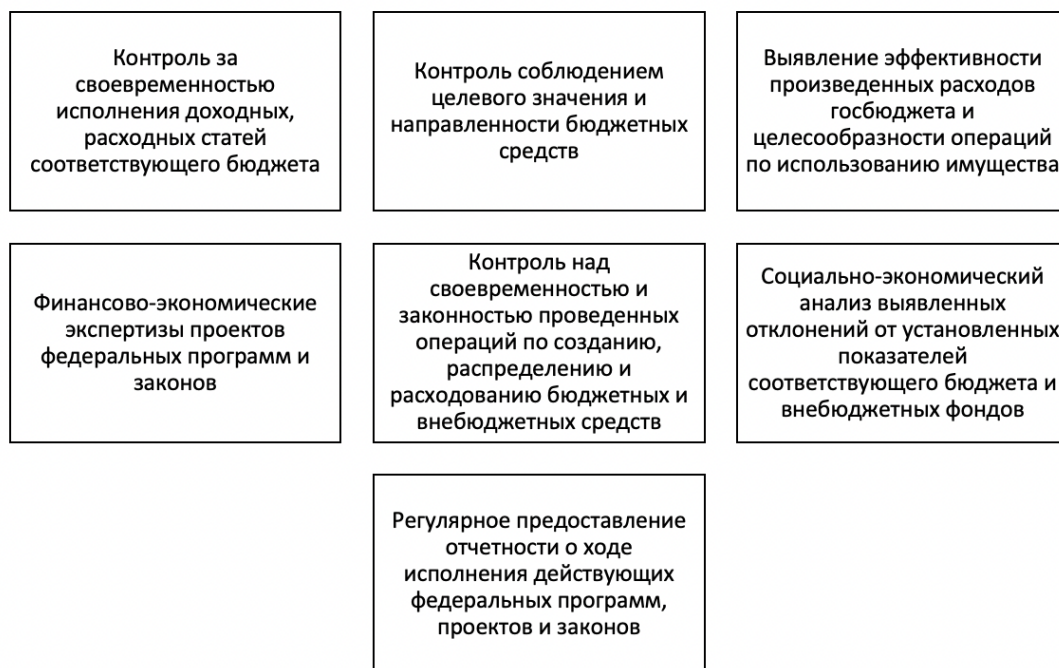 Контроль за
своевременностью
исполнения доходных,
расходных статей
соответствующего бюджета
Контроль соблюдением
целевого значения и
направленности бюджетных
средств
Выявление эффективности
произведенных расходов
госбюджета и
целесообразности операций
по использованию имущества
Финансово-экономические
экспертизы проектов
федеральных программ и
законов
Контроль над
своевременностью и
законностью проведенных
операций по созданию,
распределению и
расходованию бюджетных и
внебюджетных средств
Социально-экономический
анализ выявленных
отклонений от установленных
показателей
соответствующего бюджета и
внебюджетных фондов
Регулярное предоставление
отчетности о ходе
исполнения действующих
федеральных программ,
проектов и законов